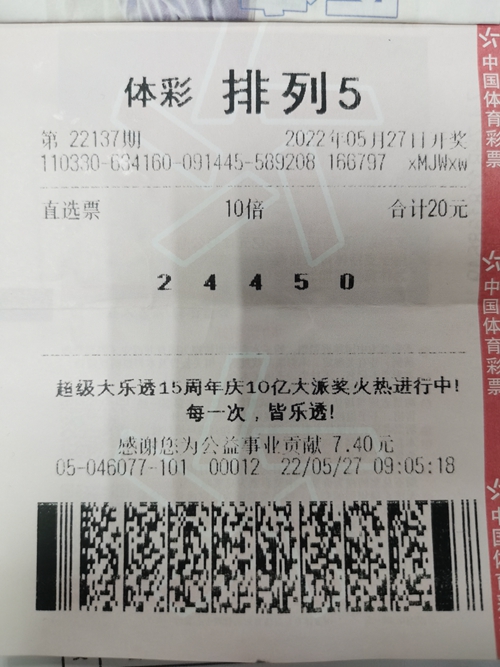 体彩 排列5
第 22137期 2022年05月27日开奖
110330-634160-091445-589208 166797 xMJWxw
直选票 10倍 合计20元
2 4 4 5 0
超级大乐透15周年庆10亿大派奖火热进行中!
每一次，皆乐透!
感谢您为公益事业贡献 7.40元
05-046077-101 00012 22/05/27 09:05:18
中国体育彩票
中国体育彩票
中国体育